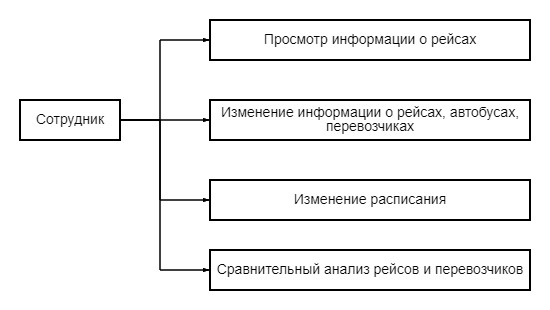 Просмотр информации о рейсах
Сотрудник
Изменение информации о рейсах, автобусах,
перевозчиках
Изменение расписания
Сравнительный анализ рейсов и перевозчиков